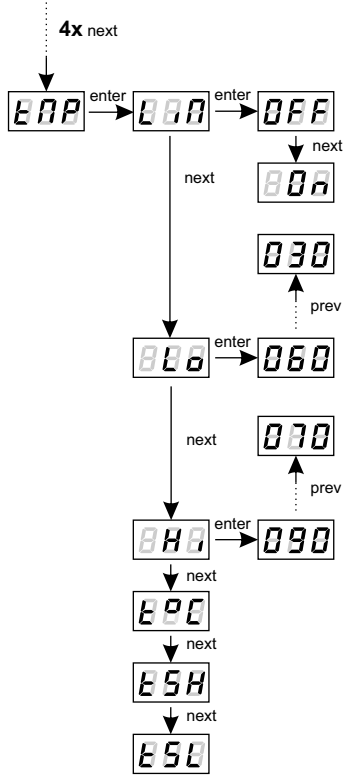 4x next
tMP enter LiM enter OFF
next
next
On
030
prev
Lo enter 060
070
next
prev
Hi enter 090
next
t°C
next
tSH
next
tSL